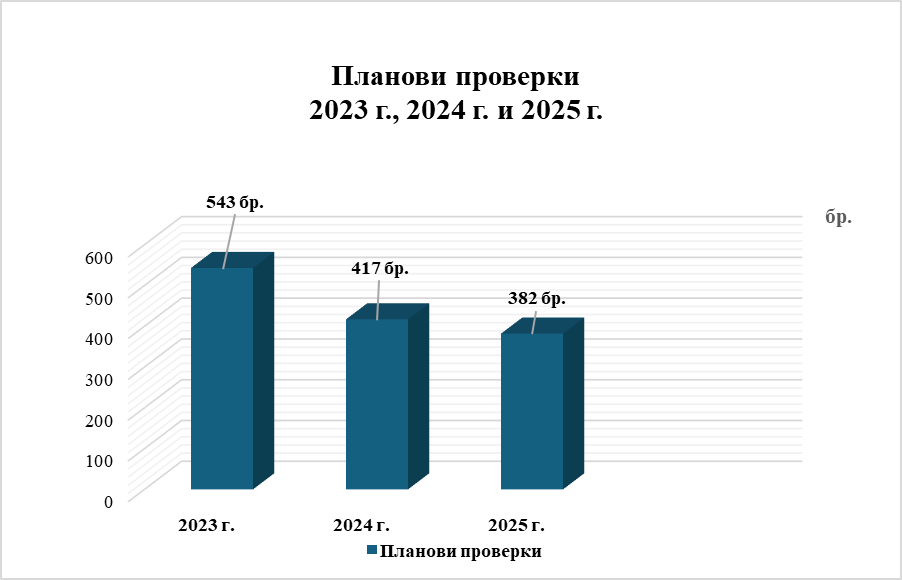 Планови проверки
2023 г., 2024 г. и 2025 г.
543 бр.
417 бр.
382 бр.
бр.
600
500
400
300
200
100
0
2023 г.
2024 г.
2025 г.
Планови проверки